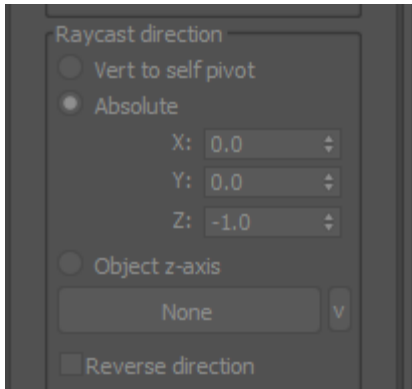 Raycast direction
Vert to self pivot
Absolute
X: 0.0
Y: 0.0
Z: -1.0
Object z-axis
None v
Reverse direction